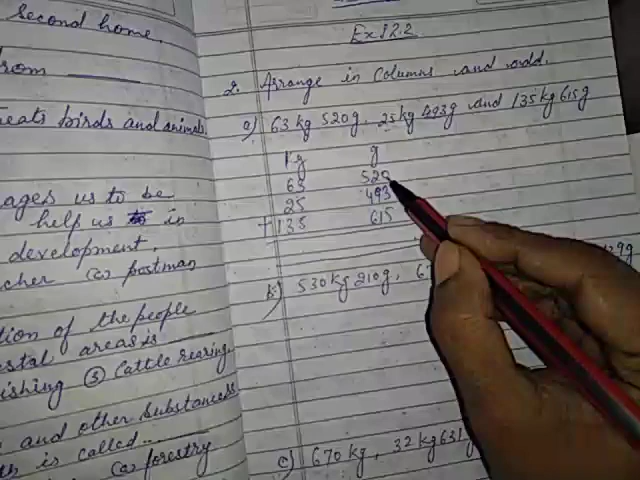 Second home.
from
eats birds and animals
ages us to be
help us in
development.
cher (a) postman
tion of the people
stal areas is
ishing ③ Cattle rearing.
and other substances
is called
(a) forestry
Ex 12.2
2. Arrange in Columns and add.
a) 63 kg 520g, 25 kg 493g and 135 kg 615g
kg g
63 520
25 493
+ 135 615
b) 530 kg 210g, 6
c) 670 kg, 32 kg 631g